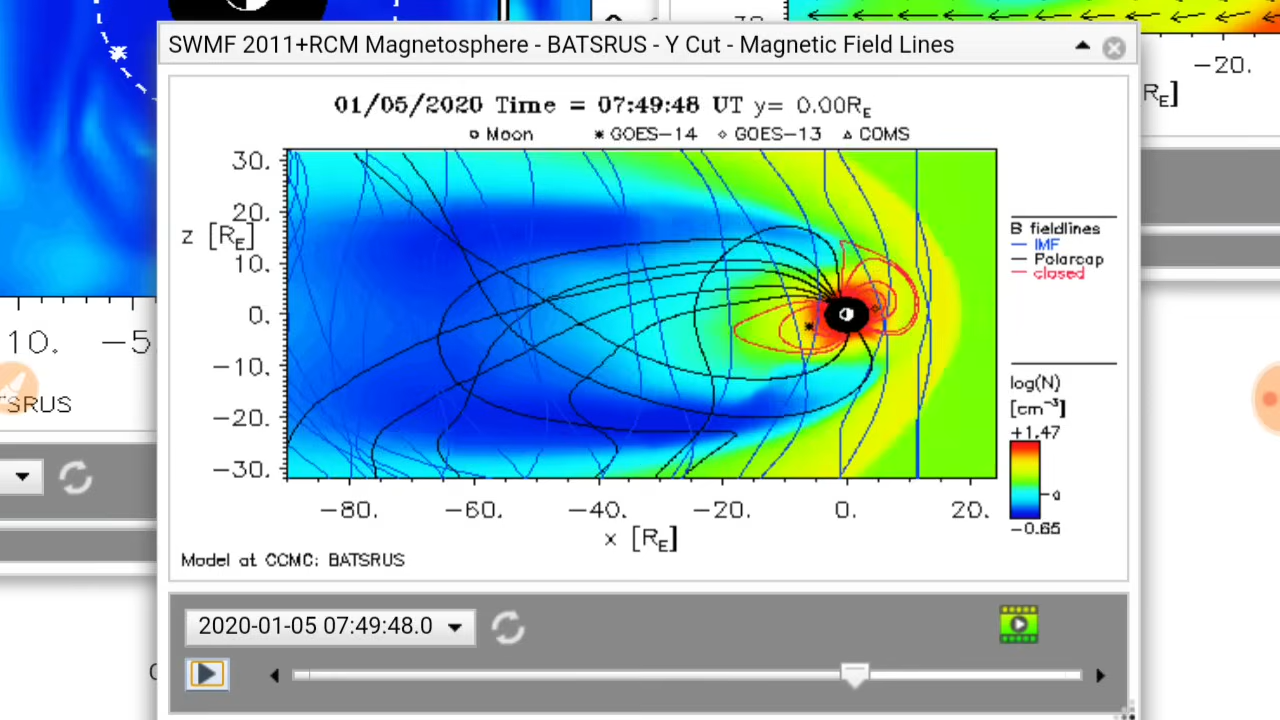 SWMF 2011+RCM Magnetosphere - BATSRUS - Y Cut - Magnetic Field Lines
−20.
[RE]
01/05/2020 Time = 07:49:48 UT y= 0.00RE
Moon GOES−14 GOES−13 COMS
30.
20.
z [RE]
10.
0.
−10.
−20.
−30.
−80. −60. −40. −20. 0. 20.
x [RE]
B fieldlines
IMF
Polarcap
closed
log(N)
[cm−3]
+1.47
−0.65
Model at CCMC: BATSRUS
10. −5
TSRUS
2020-01-05 07:49:48.0